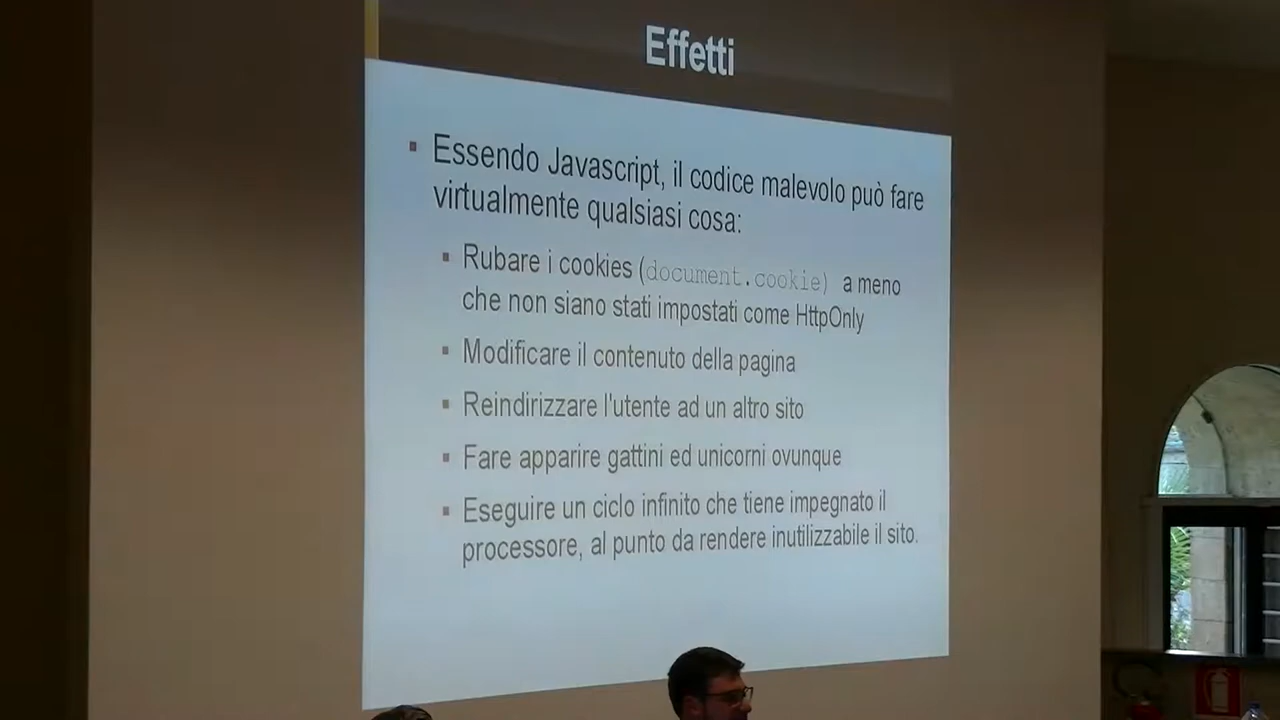 Effetti
Essendo Javascript, il codice malevolo può fare
virtualmente qualsiasi cosa:
Rubare i cookies (document.cookie) a meno
che non siano stati impostati come HttpOnly
Modificare il contenuto della pagina
Reindirizzare l'utente ad un altro sito
Fare apparire gattini ed unicorni ovunque
Eseguire un ciclo infinito che tiene impegnato il
processore, al punto da rendere inutilizzabile il sito.